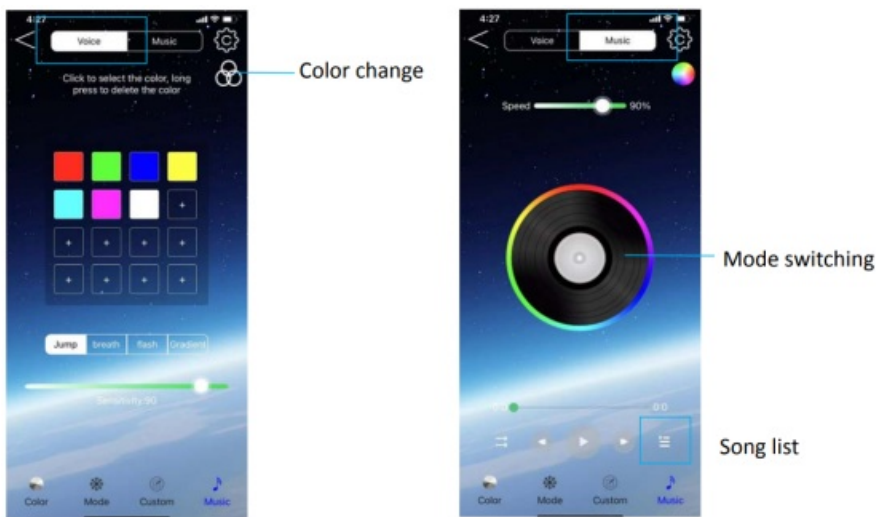 4:27
Voice
Music
C
Click to select the color, long
press to delete the color
Color change
+
+ + + +
+ + + +
Jump
breath
flash
Gradient
Sensitivity:90
Color
Mode
Custom
Music
4:27
Voice
Music
C
Speed
90%
Mode switching
0:0
0:0
Song list
Color
Mode
Custom
Music